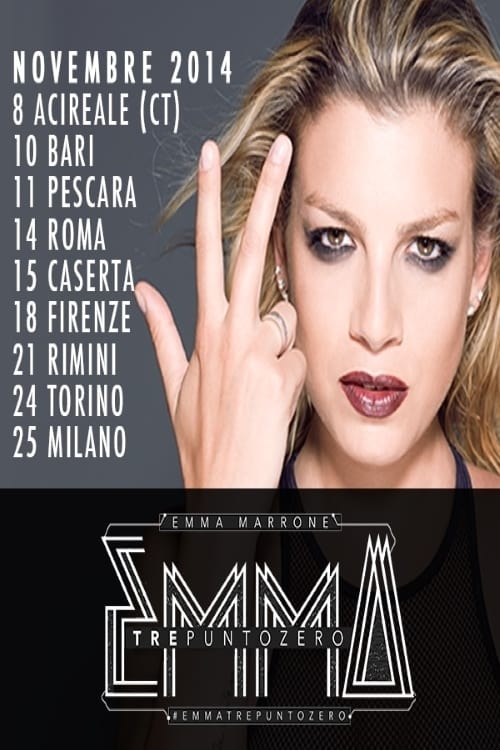 NOVEMBRE 2014
8 ACIREALE (CT)
10 BARI
11 PESCARA
14 ROMA
15 CASERTA
18 FIRENZE
21 RIMINI
24 TORINO
25 MILANO
EMMA MARRONE
EMMA
TREPUNTOZERO
#EMMATREPUNTOZERO